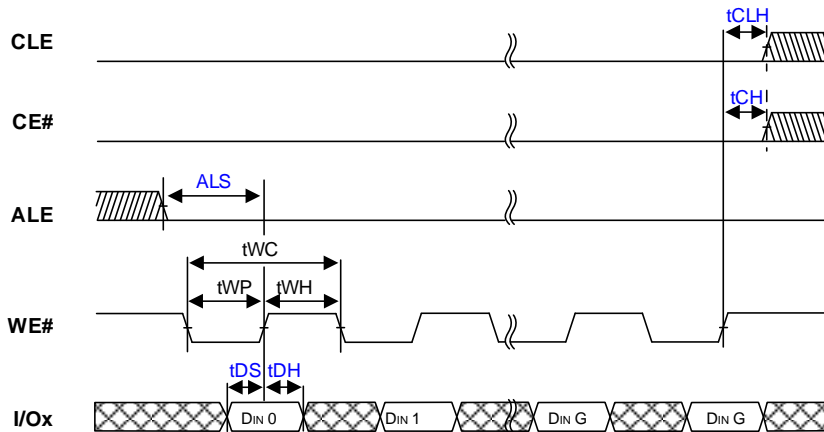 CLE
tCLH
CE#
tCH
ALE
ALS
tWC
tWP
tWH
WE#
tDS
tDH
I/Ox
DIN 0
DIN 1
DIN G
DIN G